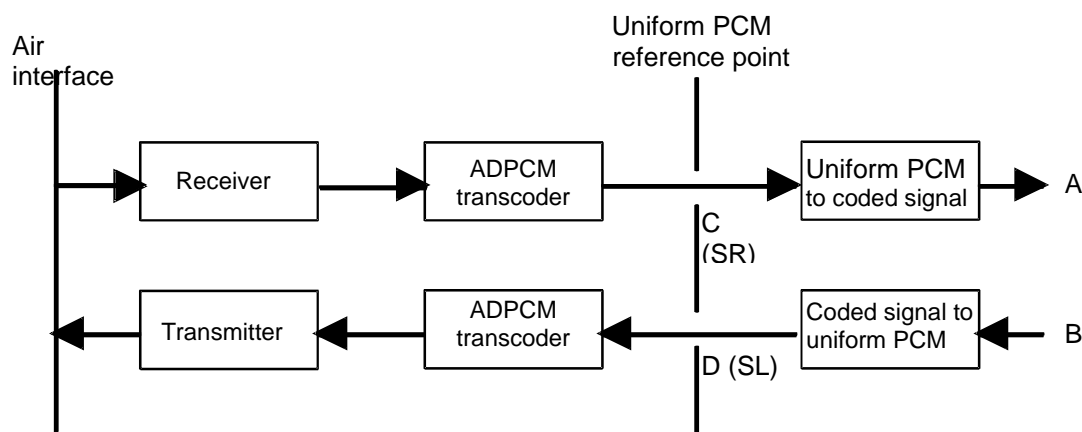 Uniform PCM
reference point
Air
interface
Receiver
ADPCM
transcoder
Uniform PCM
to coded signal
A
C
(SR)
Transmitter
ADPCM
transcoder
Coded signal to
uniform PCM
B
D (SL)